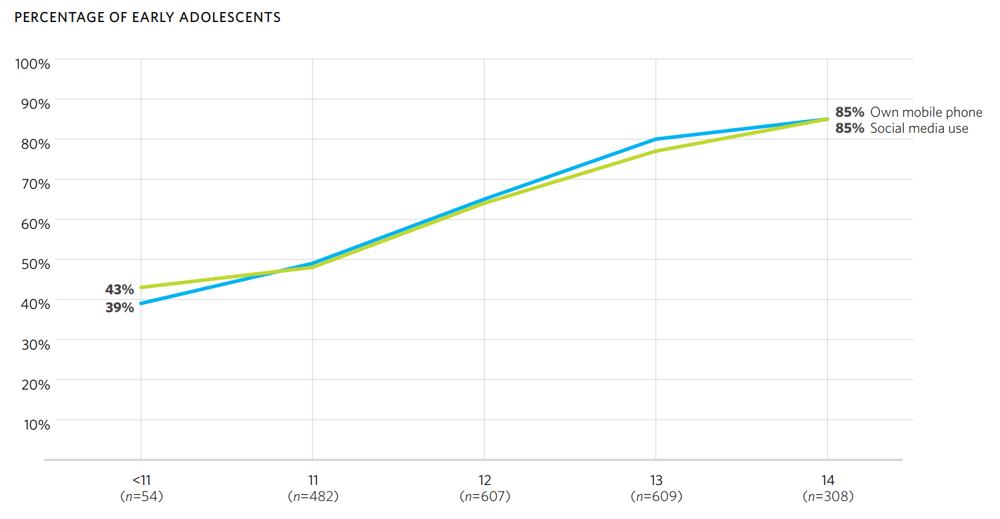 PERCENTAGE OF EARLY ADOLESCENTS
100%
90%
85% Own mobile phone
85% Social media use
80%
70%
60%
50%
43%
40%
39%
30%
20%
10%
<11 11 12 13 14
(n=54) (n=482) (n=607) (n=609) (n=308)